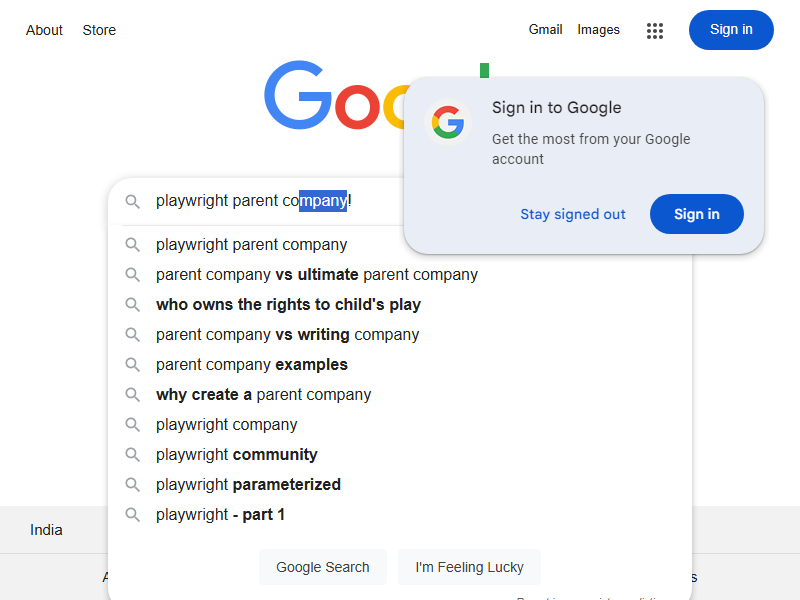 About Store Gmail Images Sign in
Goo
Sign in to Google
Get the most from your Google
account
Stay signed out Sign in
playwright parent company!
playwright parent company
parent company vs ultimate parent company
who owns the rights to child's play
parent company vs writing company
parent company examples
why create a parent company
playwright company
playwright community
playwright parameterized
playwright - part 1
India
Google Search I'm Feeling Lucky